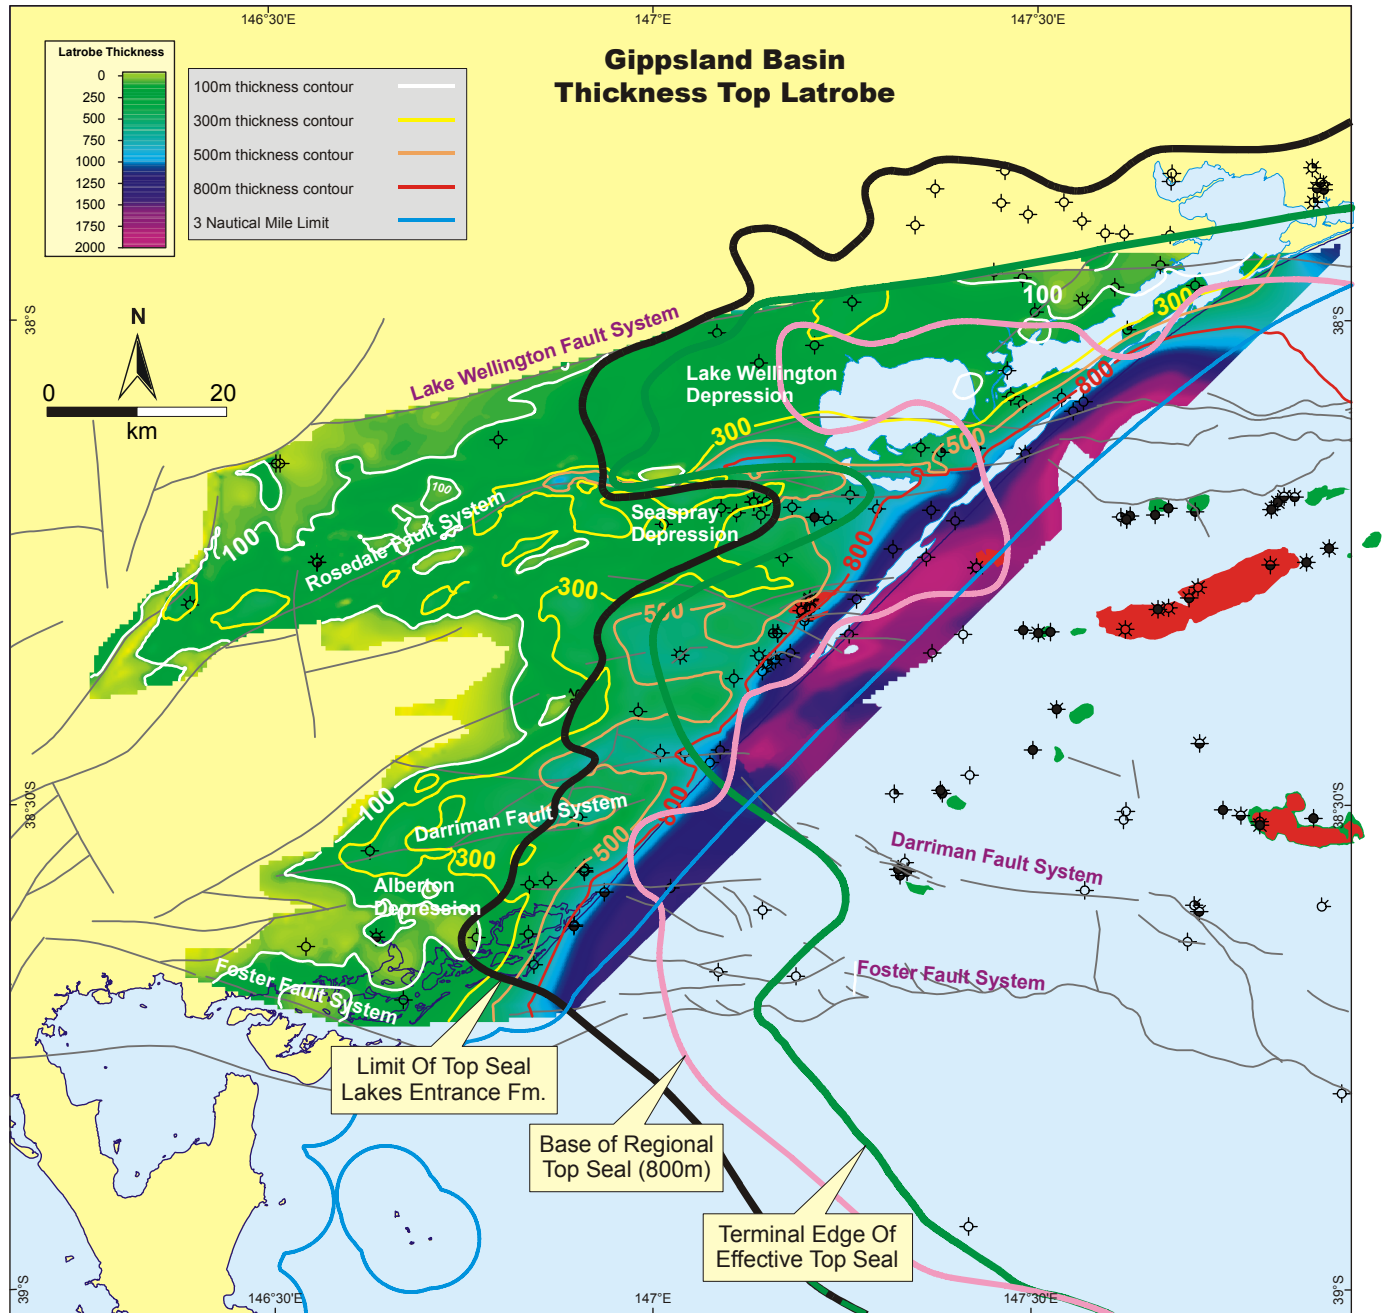 146°30'E
147°E
147°30'E
Gippsland Basin
Thickness Top Latrobe
Latrobe Thickness
0
250
500
750
1000
1250
1500
1750
2000
100m thickness contour
300m thickness contour
500m thickness contour
800m thickness contour
3 Nautical Mile Limit
38°S
38°S
N
0
20
km
Lake Wellington Fault System
100
300
Lake Wellington
Depression
800
300
500
100
Rosedale Fault System
Seaspray
Depression
100
800
300
500
38°30'S
38°30'S
100
Darriman Fault System
800
500
300
Alberton
Depression
Darriman Fault System
Foster Fault System
Foster Fault System
Limit Of Top Seal
Lakes Entrance Fm.
Base of Regional
Top Seal (800m)
Terminal Edge Of
Effective Top Seal
39°S
39°S
146°30'E
147°E
147°30'E